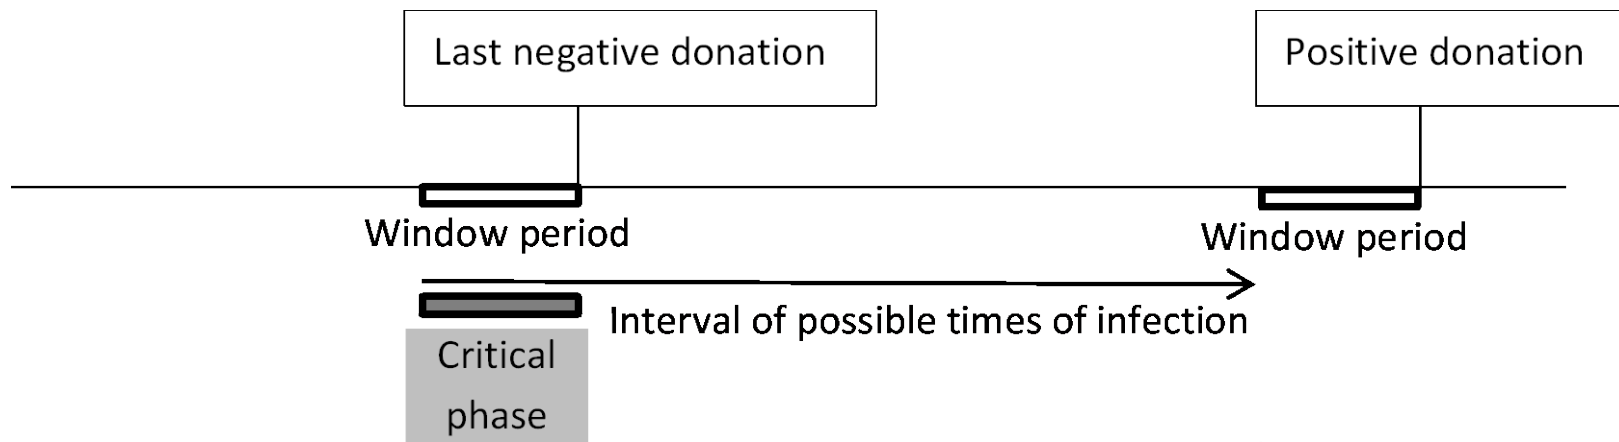 Last negative donation
Positive donation
Window period
Window period
Interval of possible times of infection
Critical
phase